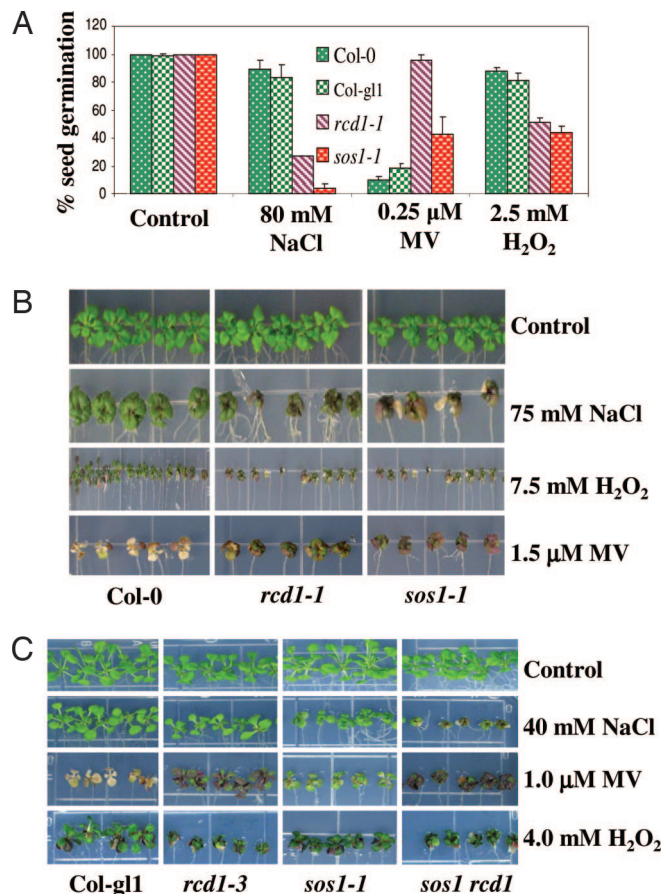 A
% seed germination
120
100
80
60
40
20
0
Col-0
Col-gl1
rcd1-1
sos1-1
Control
80 mM NaCl
0.25 µM MV
2.5 mM H₂O₂
B
Control
75 mM NaCl
7.5 mM H₂O₂
1.5 µM MV
Col-0 rcd1-1 sos1-1
C
Control
40 mM NaCl
1.0 µM MV
4.0 mM H₂O₂
Col-gl1 rcd1-3 sos1-1 sos1 rcd1